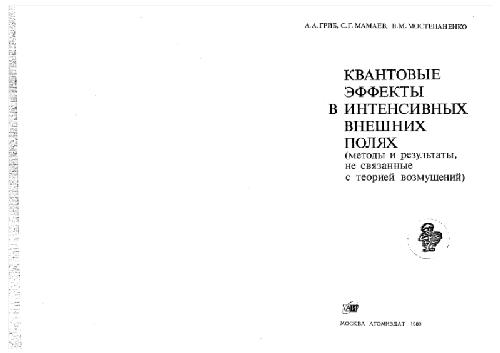 А.А.ГРИБ, С.Г.МАМАЕВ, В.М.МОСТЕПАНЕНКО
КВАНТОВЫЕ
ЭФФЕКТЫ
В ИНТЕНСИВНЫХ
ВНЕШНИХ
ПОЛЯХ
(методы и результаты,
не связанные
с теорией возмущений)
МОСКВА АТОМИЗДАТ 1980